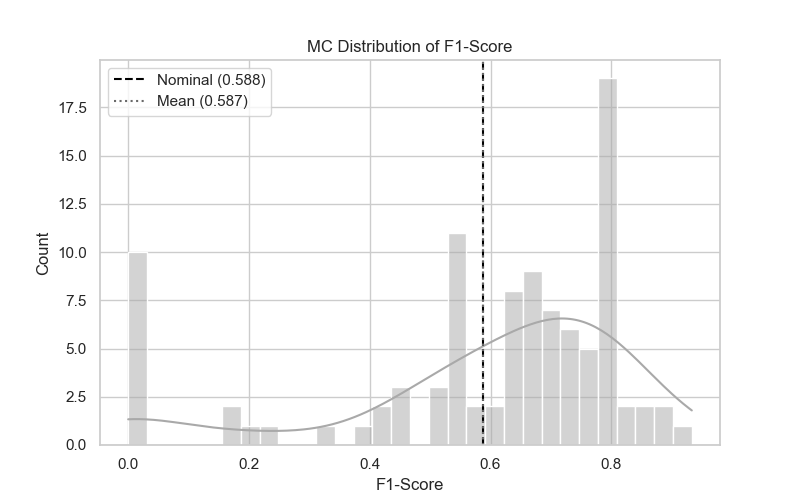 MC Distribution of F1-Score
Nominal (0.588)
Mean (0.587)
Count
17.5
15.0
12.5
10.0
7.5
5.0
2.5
0.0
0.0 0.2 0.4 0.6 0.8
F1-Score